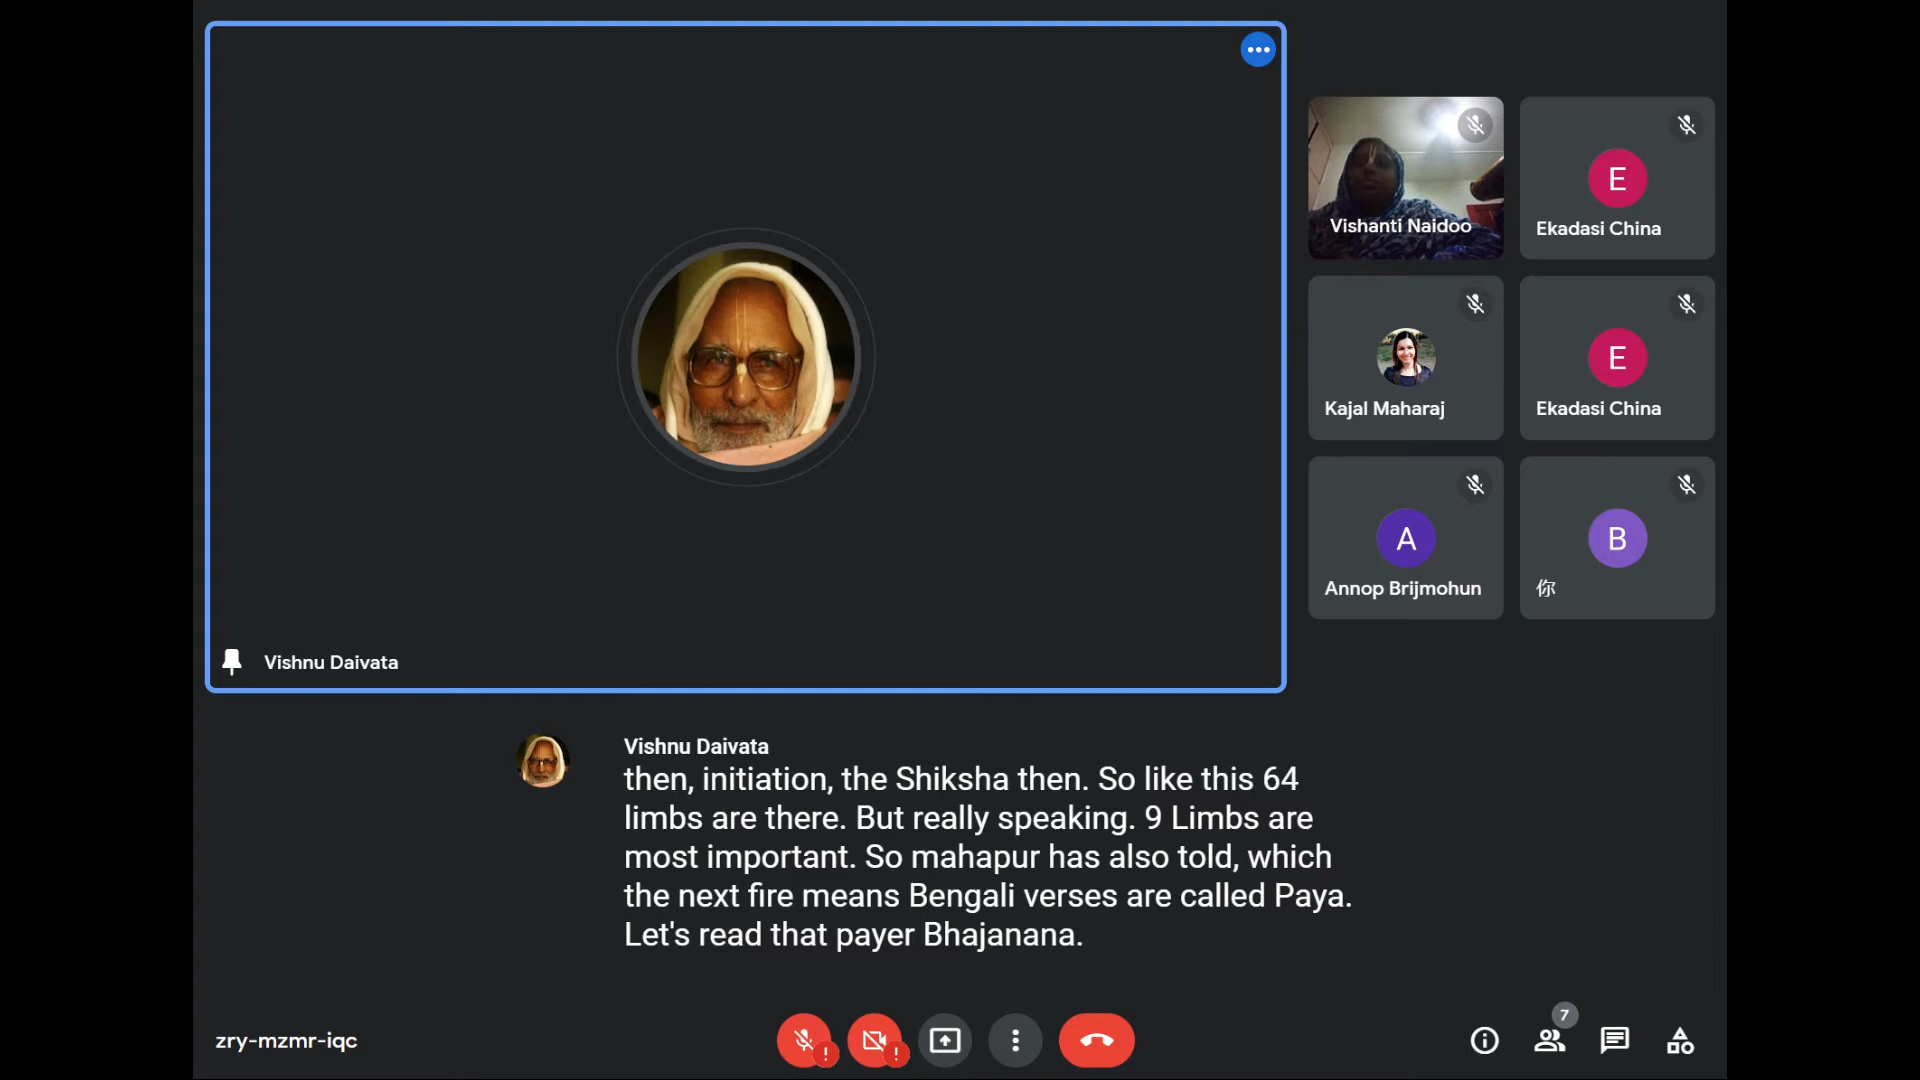 Vishanti Naidoo
E
Ekadasi China
Kajal Maharaj
E
Ekadasi China
A
Annop Brijmohun
B
你
Vishnu Daivata
Vishnu Daivata
then, initiation, the Shiksha then. So like this 64
limbs are there. But really speaking. 9 Limbs are
most important. So mahapur has also told, which
the next fire means Bengali verses are called Paya.
Let's read that payer Bhajanana.
zry-mzmr-iqc
!
!
7